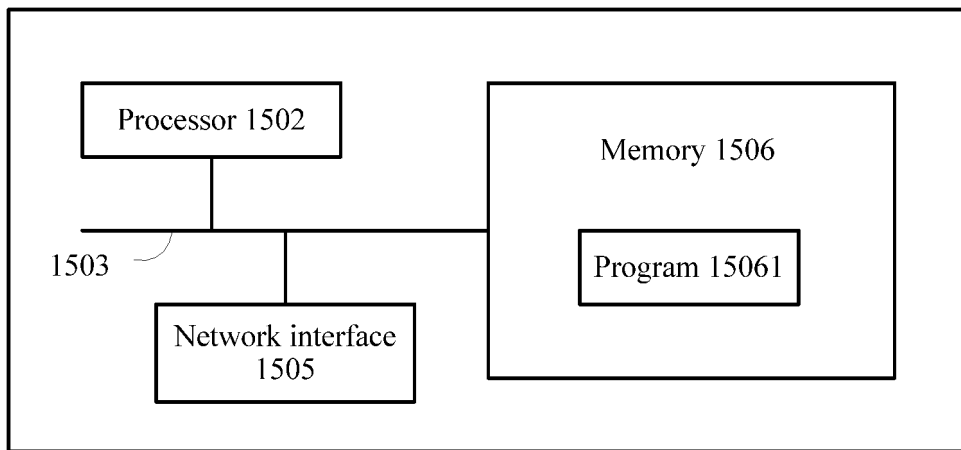 Processor 1502
Memory 1506
1503
Program 15061
Network interface
1505